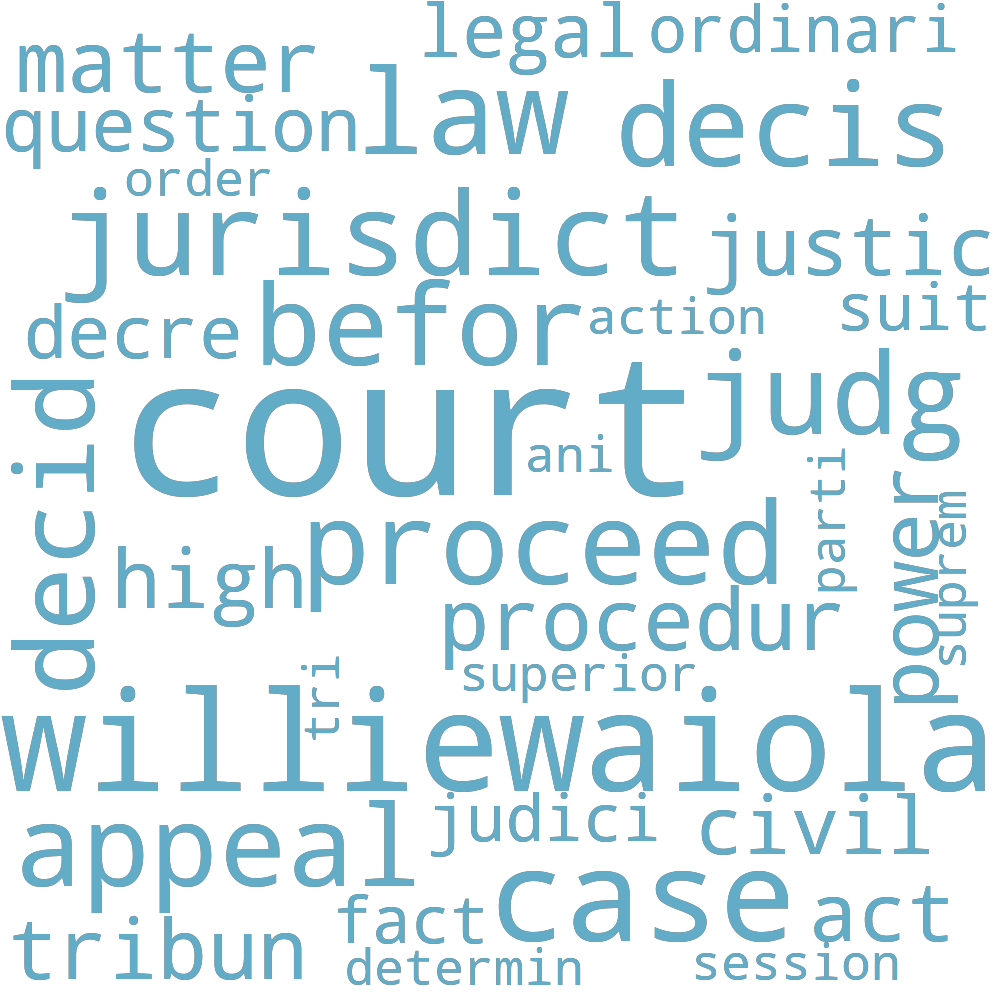 legal ordinari
matter
law decis
question
order
jurisdict justic
befor action suit
decre
court judg
decid ani parti power suprem
proceed
high procedur
superior
tri
williewaiola
appeal judici civil
case act
tribun fact
determin session